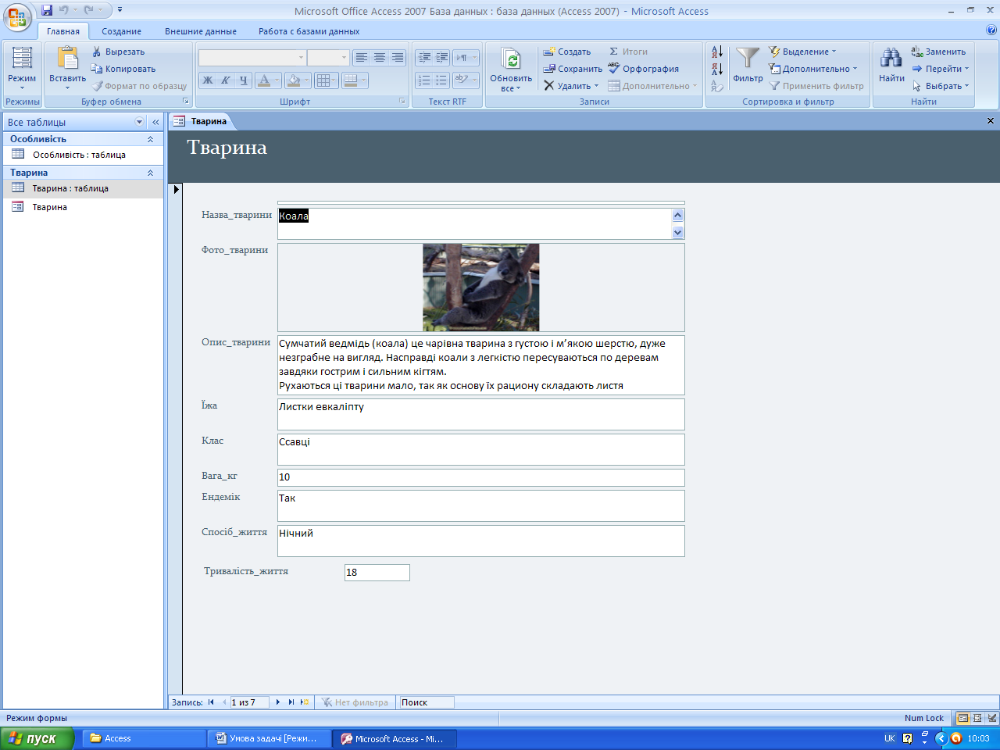 Microsoft Office Access 2007 База данных : база данных (Access 2007) - Microsoft Access
Главная Создание Внешние данные Работа с базами данных
Режим
Режимы
Вставить
Вырезать
Копировать
Формат по образцу
Буфер обмена
Ж К Ч А
Шрифт
Текст RTF
Обновить
все
Создать
Сохранить
Удалить
Итоги
Орфография
Дополнительно
Записи
Фильтр
Выделение
Дополнительно
Применить фильтр
Сортировка и фильтр
Найти
Заменить
Перейти
Выбрать
Найти
Все таблицы
Особливість
Особливість : таблица
Тварина
Тварина : таблица
Тварина
Тварина
Тварина
Назва_тварини Коала
Фото_тварини
Опис_тварини Сумчатий ведмідь (коала) це чарівна тварина з густою і м’якою шерстю, дуже
незграбне на вигляд. Насправді коали з легкістю пересуваються по деревам
завдяки гострим і сильним кігтям.
Рухаються ці тварини мало, так як основу їх рациону складають листя
Їжа Листки евкаліпту
Клас Ссавці
Вага_кг 10
Ендемік Так
Спосіб_життя Нічний
Тривалість_життя 18
Запись: 1 из 7 Нет фильтра Поиск
Режим формы Num Lock
пуск Access Умова задачі [Режи... Microsoft Access - Mi... UK 10:03